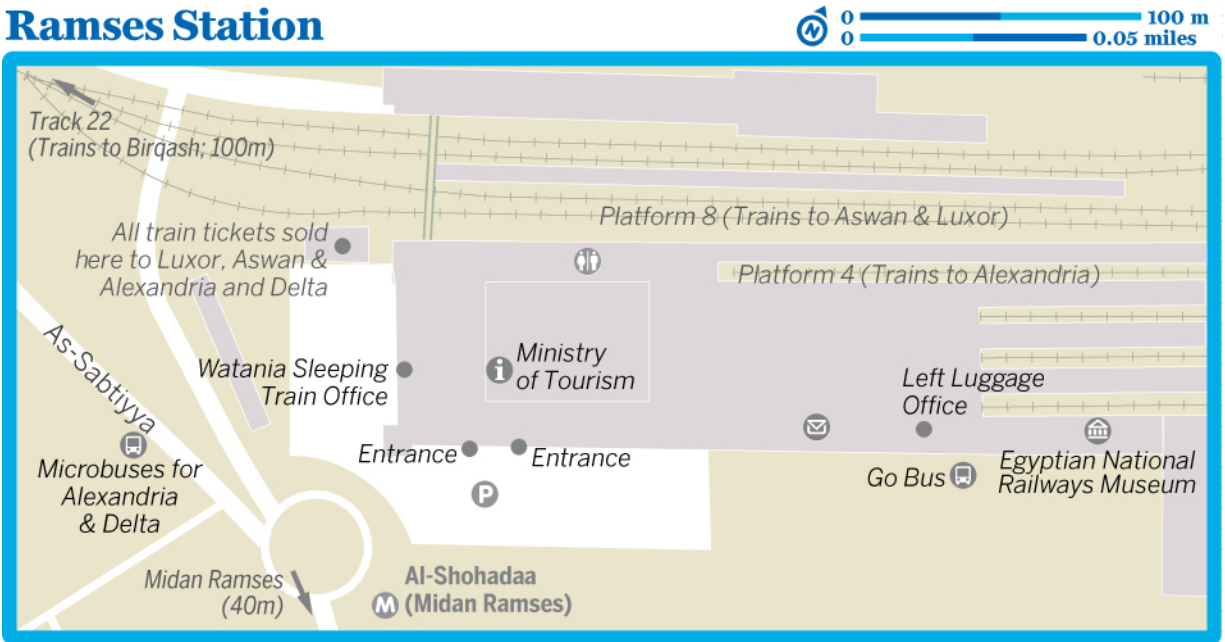 Ramses Station
0 100 m
0 0.05 miles
Track 22
(Trains to Birqash; 100m)
Platform 8 (Trains to Aswan & Luxor)
All train tickets sold
here to Luxor, Aswan &
Alexandria and Delta
Platform 4 (Trains to Alexandria)
As-Sabtiyya
Watania Sleeping
Train Office
i
Ministry
of Tourism
Left Luggage
Office
Entrance
Entrance
Microbuses for
Alexandria
& Delta
P
Go Bus
Egyptian National
Railways Museum
Midan Ramses
(40m)
M
Al-Shohadaa
(Midan Ramses)